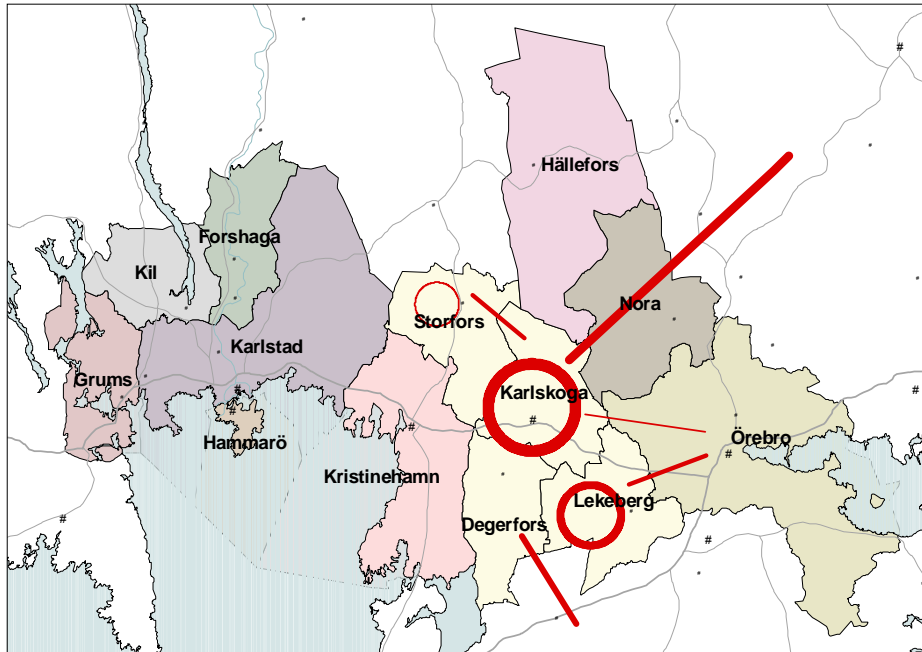 Hällefors
Forshaga
Kil
Nora
Storfors
Karlstad
Grums
Karlskoga
Hammarö
Örebro
Kristinehamn
Lekeberg
Degerfors
#
#
#
#
#
#
#
#